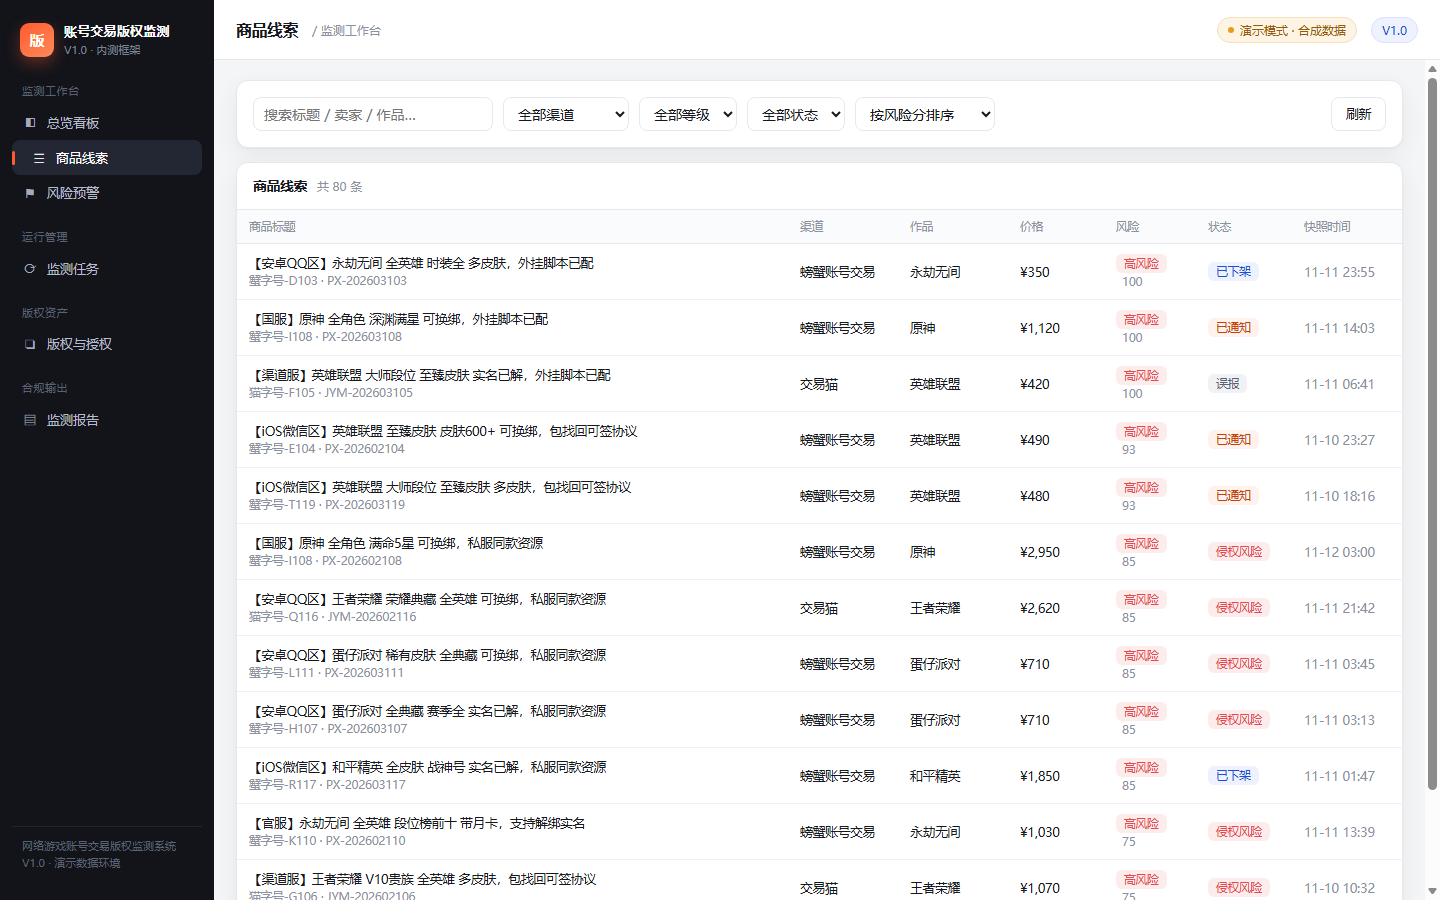 版
账号交易版权监测
V1.0 · 内测框架
监测工作台
总览看板
商品线索
风险预警
运行管理
监测任务
版权资产
版权与授权
合规输出
监测报告
网络游戏账号交易版权监测系统
V1.0 · 演示数据环境
商品线索 / 监测工作台
演示模式 · 合成数据
V1.0
搜索标题 / 卖家 / 作品...
全部渠道
全部等级
全部状态
按风险分排序
刷新
商品线索 共 80 条
商品标题 渠道 作品 价格 风险 状态 快照时间
【安卓QQ区】永劫无间 全英雄 时装全 多皮肤，外挂脚本已配
蟹字号-D103 · PX-202603103
螃蟹账号交易 永劫无间 ¥350 高风险 100 已下架 11-11 23:55
【国服】原神 全角色 深渊满星 可换绑，外挂脚本已配
蟹字号-I108 · PX-202603108
螃蟹账号交易 原神 ¥1,120 高风险 100 已通知 11-11 14:03
【渠道服】英雄联盟 大师段位 至臻皮肤 实名已解，外挂脚本已配
猫字号-F105 · JYM-202603105
交易猫 英雄联盟 ¥420 高风险 100 误报 11-11 06:41
【iOS微信区】英雄联盟 至臻皮肤 皮肤600+ 可换绑，包找回可签协议
蟹字号-E104 · PX-202602104
螃蟹账号交易 英雄联盟 ¥490 高风险 93 已通知 11-10 23:27
【iOS微信区】英雄联盟 大师段位 至臻皮肤 多皮肤，包找回可签协议
蟹字号-T119 · PX-202603119
螃蟹账号交易 英雄联盟 ¥480 高风险 93 已通知 11-10 18:16
【国服】原神 全角色 满命5星 可换绑，私服同款资源
蟹字号-I108 · PX-202602108
螃蟹账号交易 原神 ¥2,950 高风险 85 侵权风险 11-12 03:00
【安卓QQ区】王者荣耀 荣耀典藏 全英雄 可换绑，私服同款资源
猫字号-Q116 · JYM-202602116
交易猫 王者荣耀 ¥2,620 高风险 85 侵权风险 11-11 21:42
【安卓QQ区】蛋仔派对 稀有皮肤 全典藏 可换绑，私服同款资源
蟹字号-L111 · PX-202603111
螃蟹账号交易 蛋仔派对 ¥710 高风险 85 侵权风险 11-11 03:45
【安卓QQ区】蛋仔派对 全典藏 赛季全 实名已解，私服同款资源
蟹字号-H107 · PX-202603107
螃蟹账号交易 蛋仔派对 ¥710 高风险 85 侵权风险 11-11 03:13
【iOS微信区】和平精英 全皮肤 战神号 实名已解，私服同款资源
蟹字号-R117 · PX-202603117
螃蟹账号交易 和平精英 ¥1,850 高风险 85 已下架 11-11 01:47
【官服】永劫无间 全英雄 段位榜前十 带月卡，支持解绑实名
蟹字号-K110 · PX-202602110
螃蟹账号交易 永劫无间 ¥1,030 高风险 75 侵权风险 11-11 13:39
【渠道服】王者荣耀 V10贵族 全英雄 多皮肤，包找回可签协议
猫字号-G106 · JYM-202602106
交易猫 王者荣耀 ¥1,070 高风险 75 侵权风险 11-10 10:32